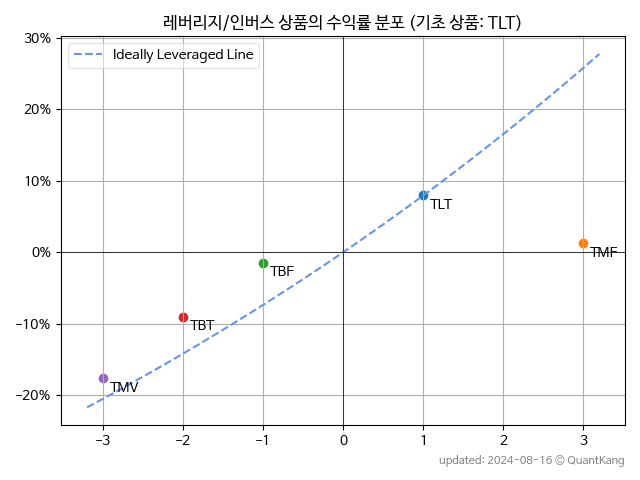 레버리지/인버스 상품의 수익률 분포 (기초 상품: TLT)
30%
Ideally Leveraged Line
20%
10%
TLT
0%
TMF
TBF
−10%
TBT
TMV
−20%
−3 −2 −1 0 1 2 3
updated: 2024-08-16 © QuantKang